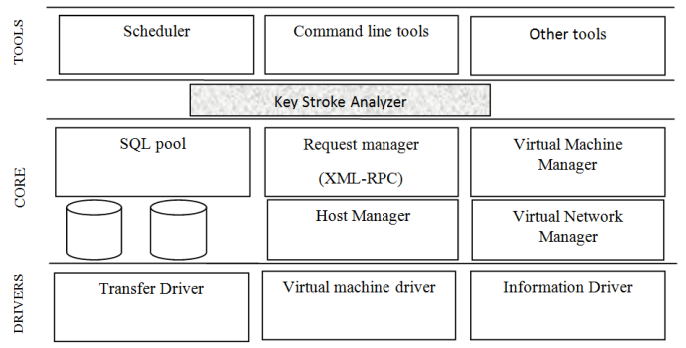 TOOLS
Scheduler
Command line tools
Other tools
Key Stroke Analyzer
CORE
SQL pool
Request manager
(XML-RPC)
Virtual Machine
Manager
Host Manager
Virtual Network
Manager
DRIVERS
Transfer Driver
Virtual machine driver
Information Driver